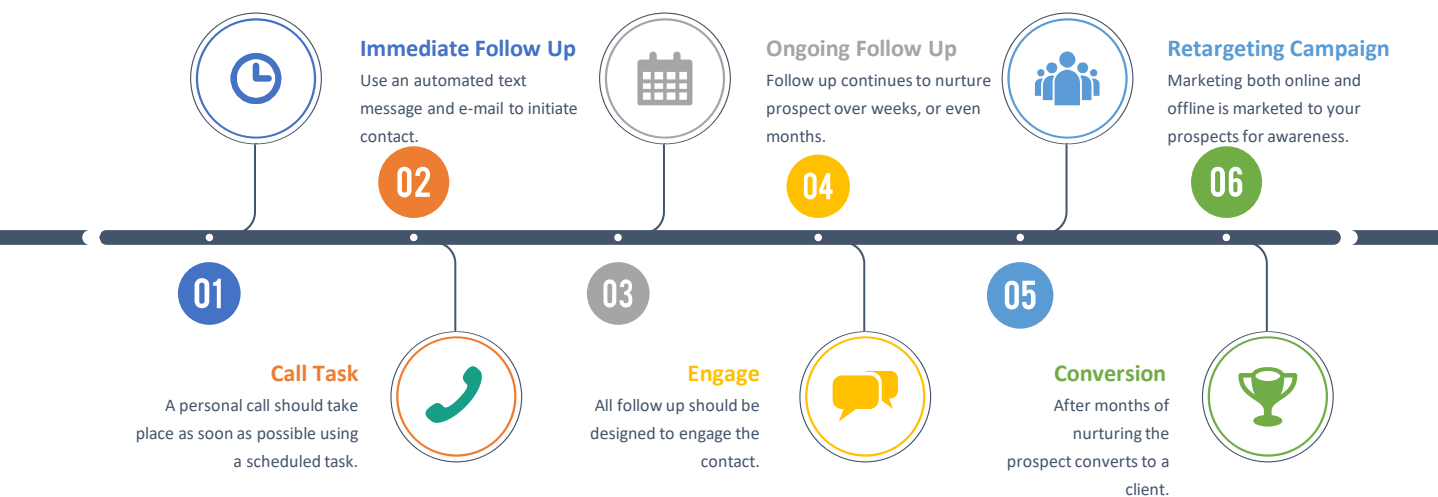 Immediate Follow Up
Use an automated text
message and e-mail to initiate
contact.
Ongoing Follow Up
Follow up continues to nurture
prospect over weeks, or even
months.
Retargeting Campaign
Marketing both online and
offline is marketed to your
prospects for awareness.
02
04
06
01
03
05
Call Task
A personal call should take
place as soon as possible using
a scheduled task.
Engage
All follow up should be
designed to engage the
contact.
Conversion
After months of
nurturing the
prospect converts to a
client.